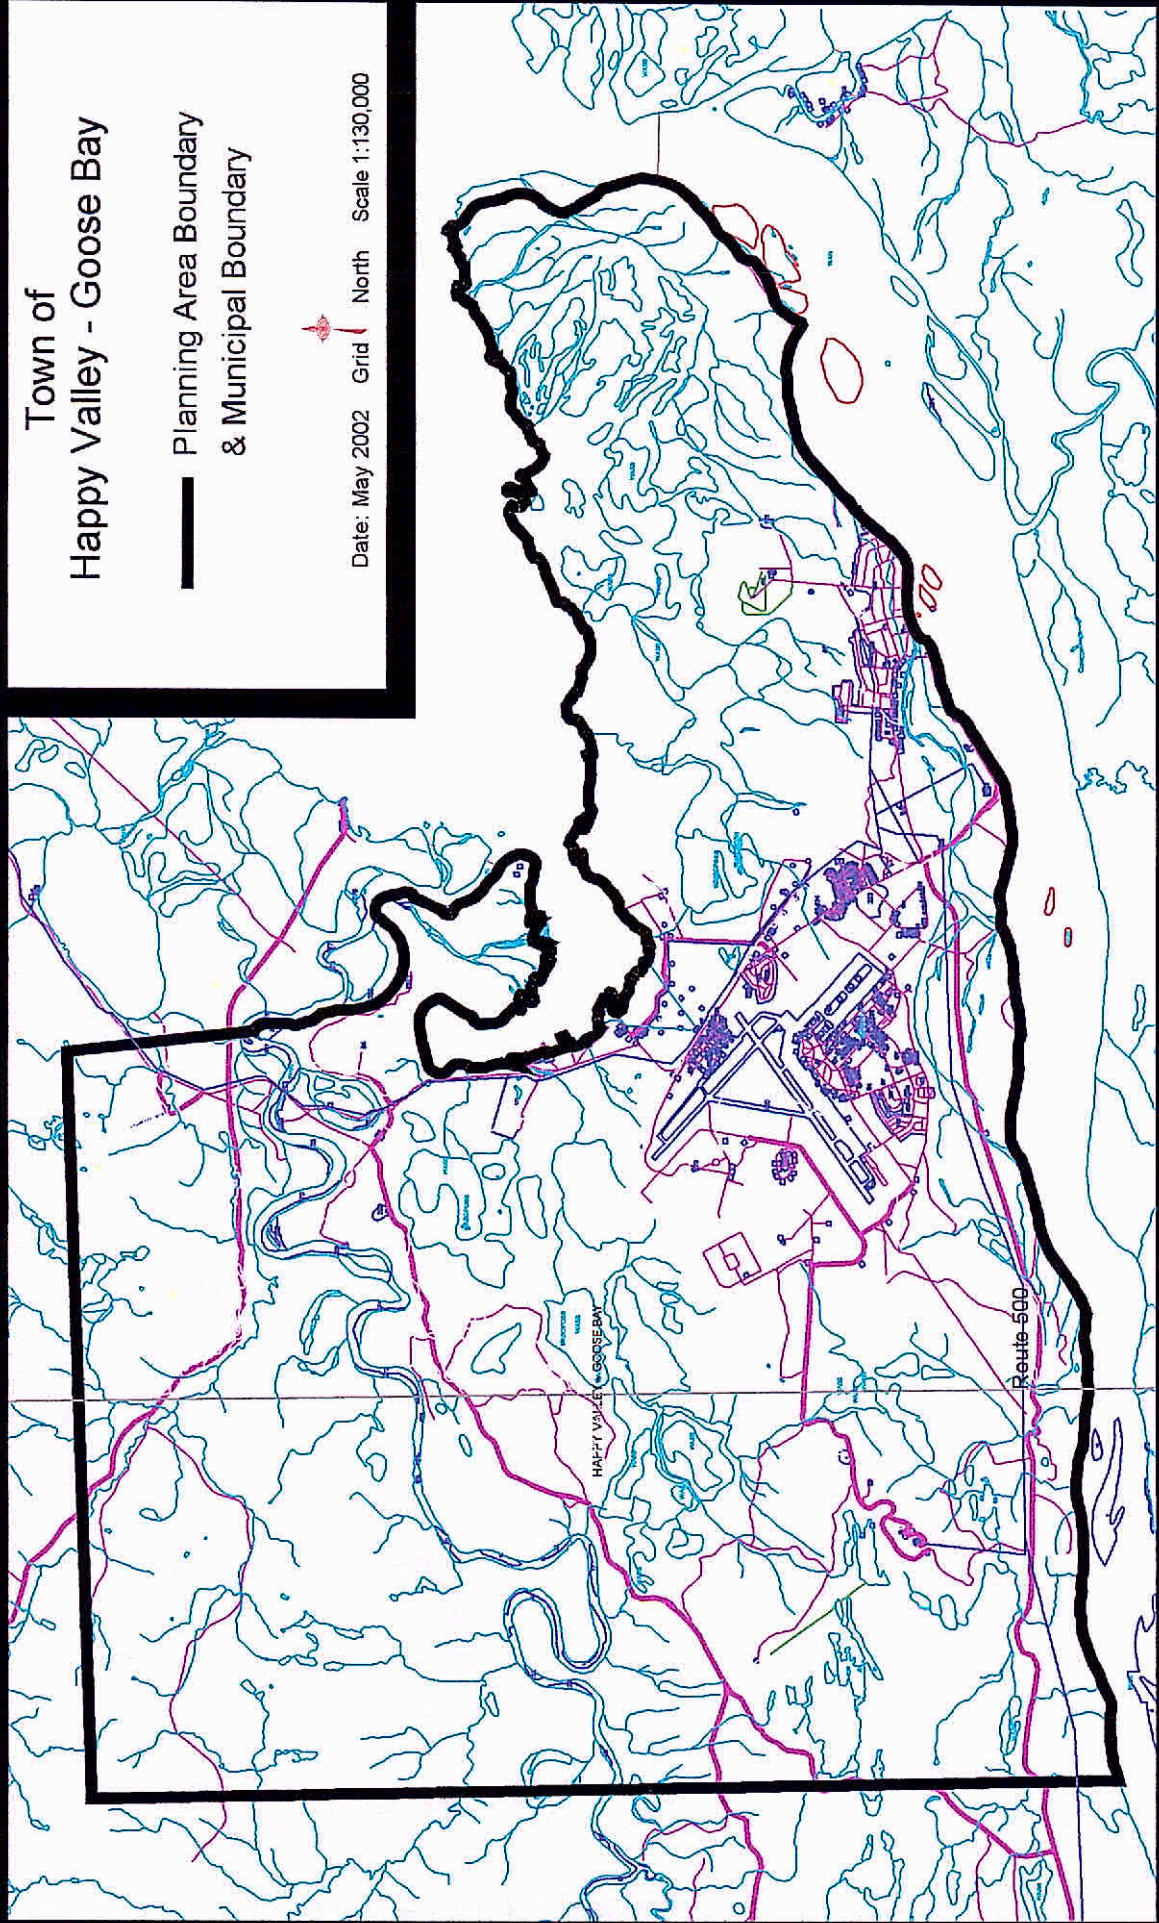 Town of
Happy Valley - Goose Bay
Planning Area Boundary
& Municipal Boundary
Date: May 2002 Grid North Scale 1:130,000
HAPPY VALLEY - GOOSE BAY
Route 500